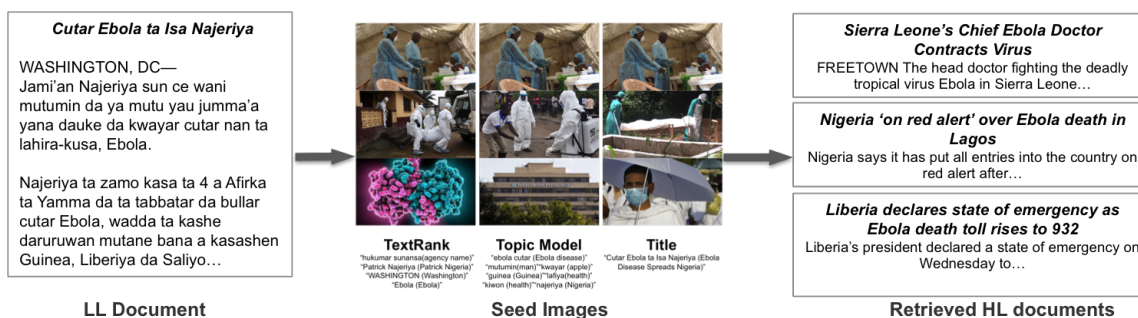 Cutar Ebola ta Isa Najeriya
WASHINGTON, DC—
Jami'an Najeriya sun ce wani
mutumin da ya mutu yau jumma'a
yana dauke da kwayar cutar nan ta
lahira-kusa, Ebola.
Najeriya ta zamo kasa ta 4 a Afirka
ta Yamma da ta tabbatar da bullar
cutar Ebola, wadda ta kashe
daruruwan mutane bana a kasashen
Guinea, Liberiya da Saliyo…
LL Document
TextRank
"hukumar sunansa(agency name)"
"Patrick Najeriya (Patrick Nigeria)"
"WASHINGTON (Washington)"
"Ebola (Ebola)"
Topic Model
"ebola cutar (Ebola disease)"
"mutumin(man)""kwayar (apple)"
"guinea (Guinea)""lafiya(health)"
"kiwon (health)""najeriya (Nigeria)"
Title
"Cutar Ebola ta Isa Najeriya (Ebola
Disease Spreads Nigeria)"
Seed Images
Sierra Leone's Chief Ebola Doctor
Contracts Virus
FREETOWN The head doctor fighting the deadly
tropical virus Ebola in Sierra Leone…
Nigeria 'on red alert' over Ebola death in
Lagos
Nigeria says it has put all entries into the country on
red alert after…
Liberia declares state of emergency as
Ebola death toll rises to 932
Liberia's president declared a state of emergency on
Wednesday to…
Retrieved HL documents